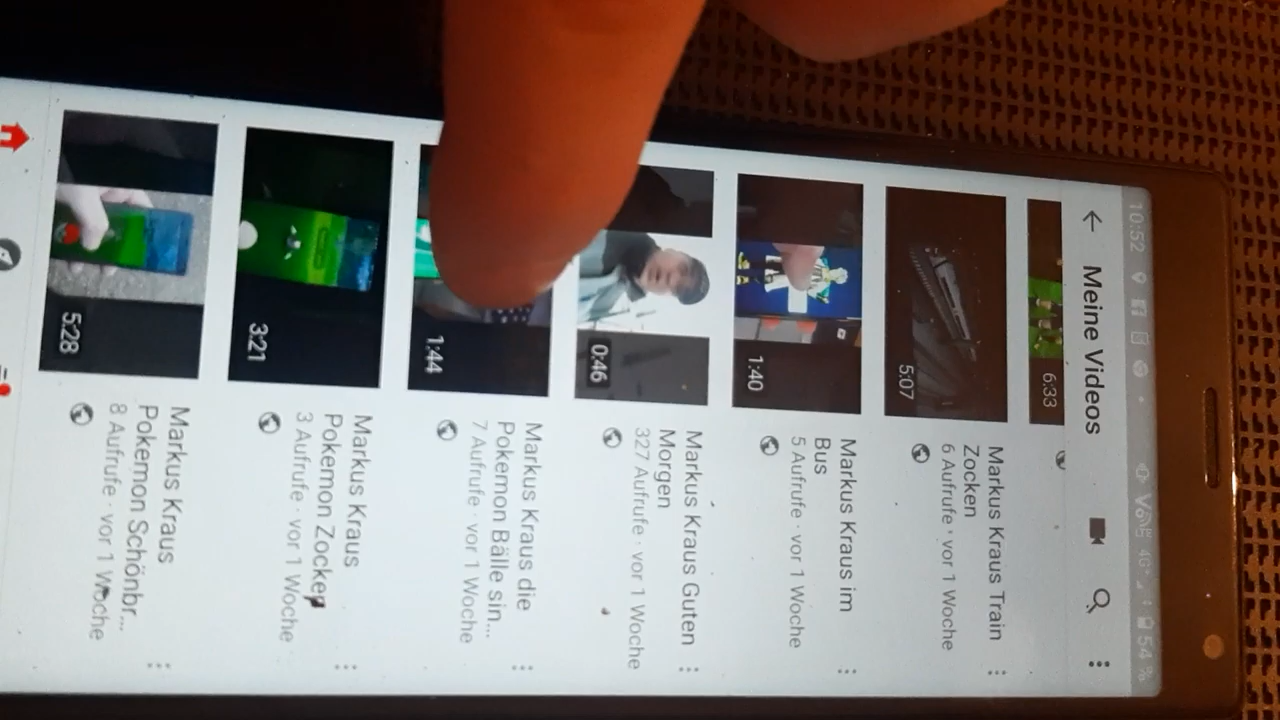 10:52
4G+
54 %
Meine Videos
6:33
5:07
Markus Kraus Train
Zocken
6 Aufrufe · vor 1 Woche
1:40
Markus Kraus im
Bus
5 Aufrufe · vor 1 Woche
0:46
Markus Kraus Guten
Morgen
327 Aufrufe · vor 1 Woche
1:44
Markus Kraus die
Pokemon Bälle sin...
7 Aufrufe · vor 1 Woche
3:21
Markus Kraus
Pokemon Zocken
3 Aufrufe · vor 1 Woche
5:28
Markus Kraus
Pokemon Schönbr...
8 Aufrufe · vor 1 Woche